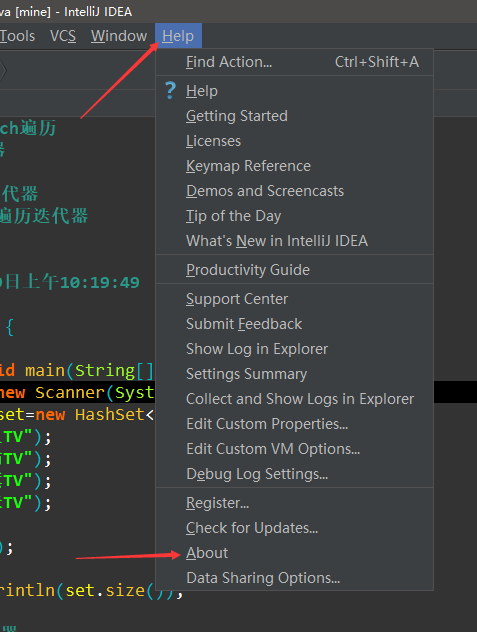 va [mine] - IntelliJ IDEA
Tools VCS Window Help
Find Action... Ctrl+Shift+A
Help
Getting Started
Licenses
Keymap Reference
Demos and Screencasts
Tip of the Day
What's New in IntelliJ IDEA
Productivity Guide
Support Center
Submit Feedback
Show Log in Explorer
Settings Summary
Collect and Show Logs in Explorer
Edit Custom Properties...
Edit Custom VM Options...
Debug Log Settings...
Register...
Check for Updates...
About
Data Sharing Options...
ch遍历
器
代器
遍历迭代器
日上午10:19:49
{
id main(String[]
new Scanner(Syst
set=new HashSet<
TV");
TV");
TV");
TV");
);
rintln(set.size());